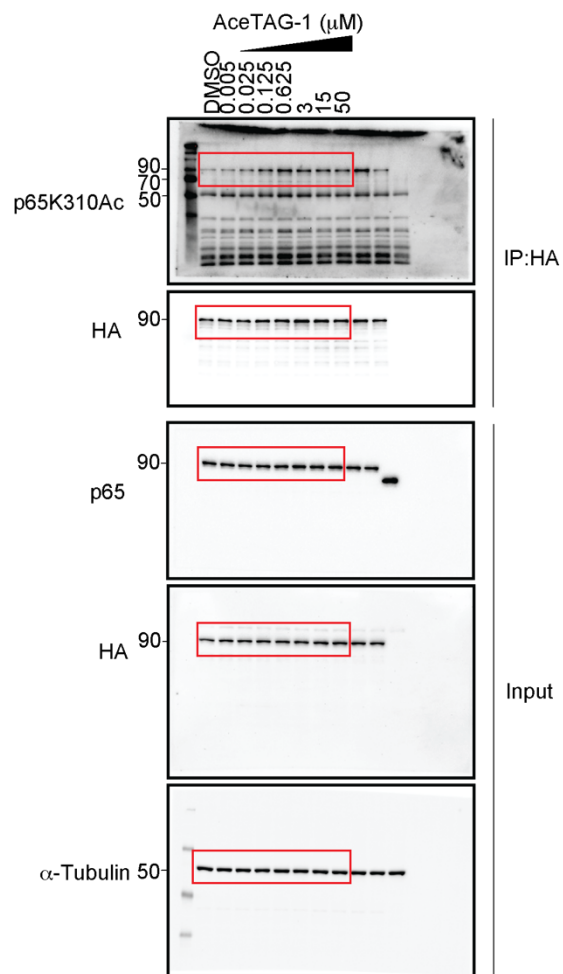 AceTAG-1 (μM)
DMSO
0.005
0.025
0.125
0.625
3
15
50
90
70
50
p65K310Ac
IP:HA
90
HA
90
p65
90
HA
Input
α-Tubulin 50